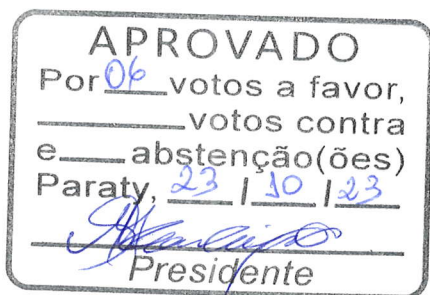 APROVADO
Por 06 votos a favor,
votos contra
e abstenção(ões)
Paraty, 23 / 10 / 23
Presidente